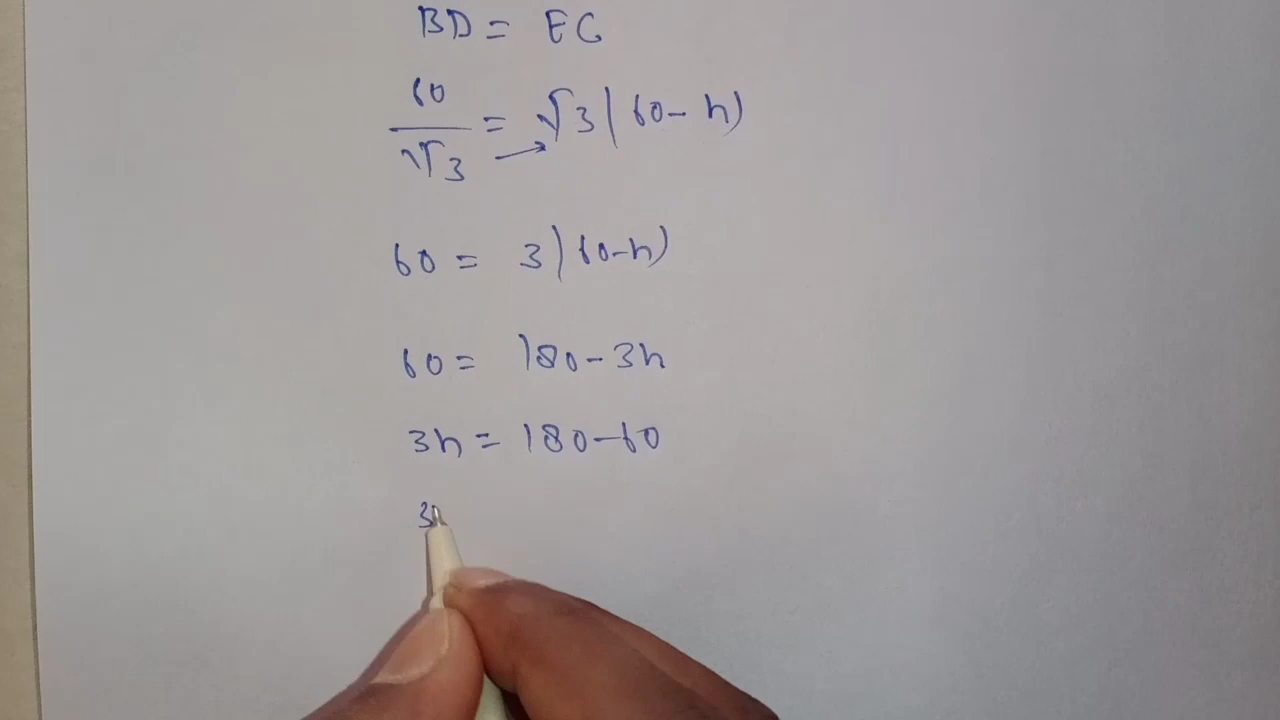 BD = EC
60/√3 = √3(60-h)
60 = 3(60-h)
60 = 180-3h
3h = 180-60
3